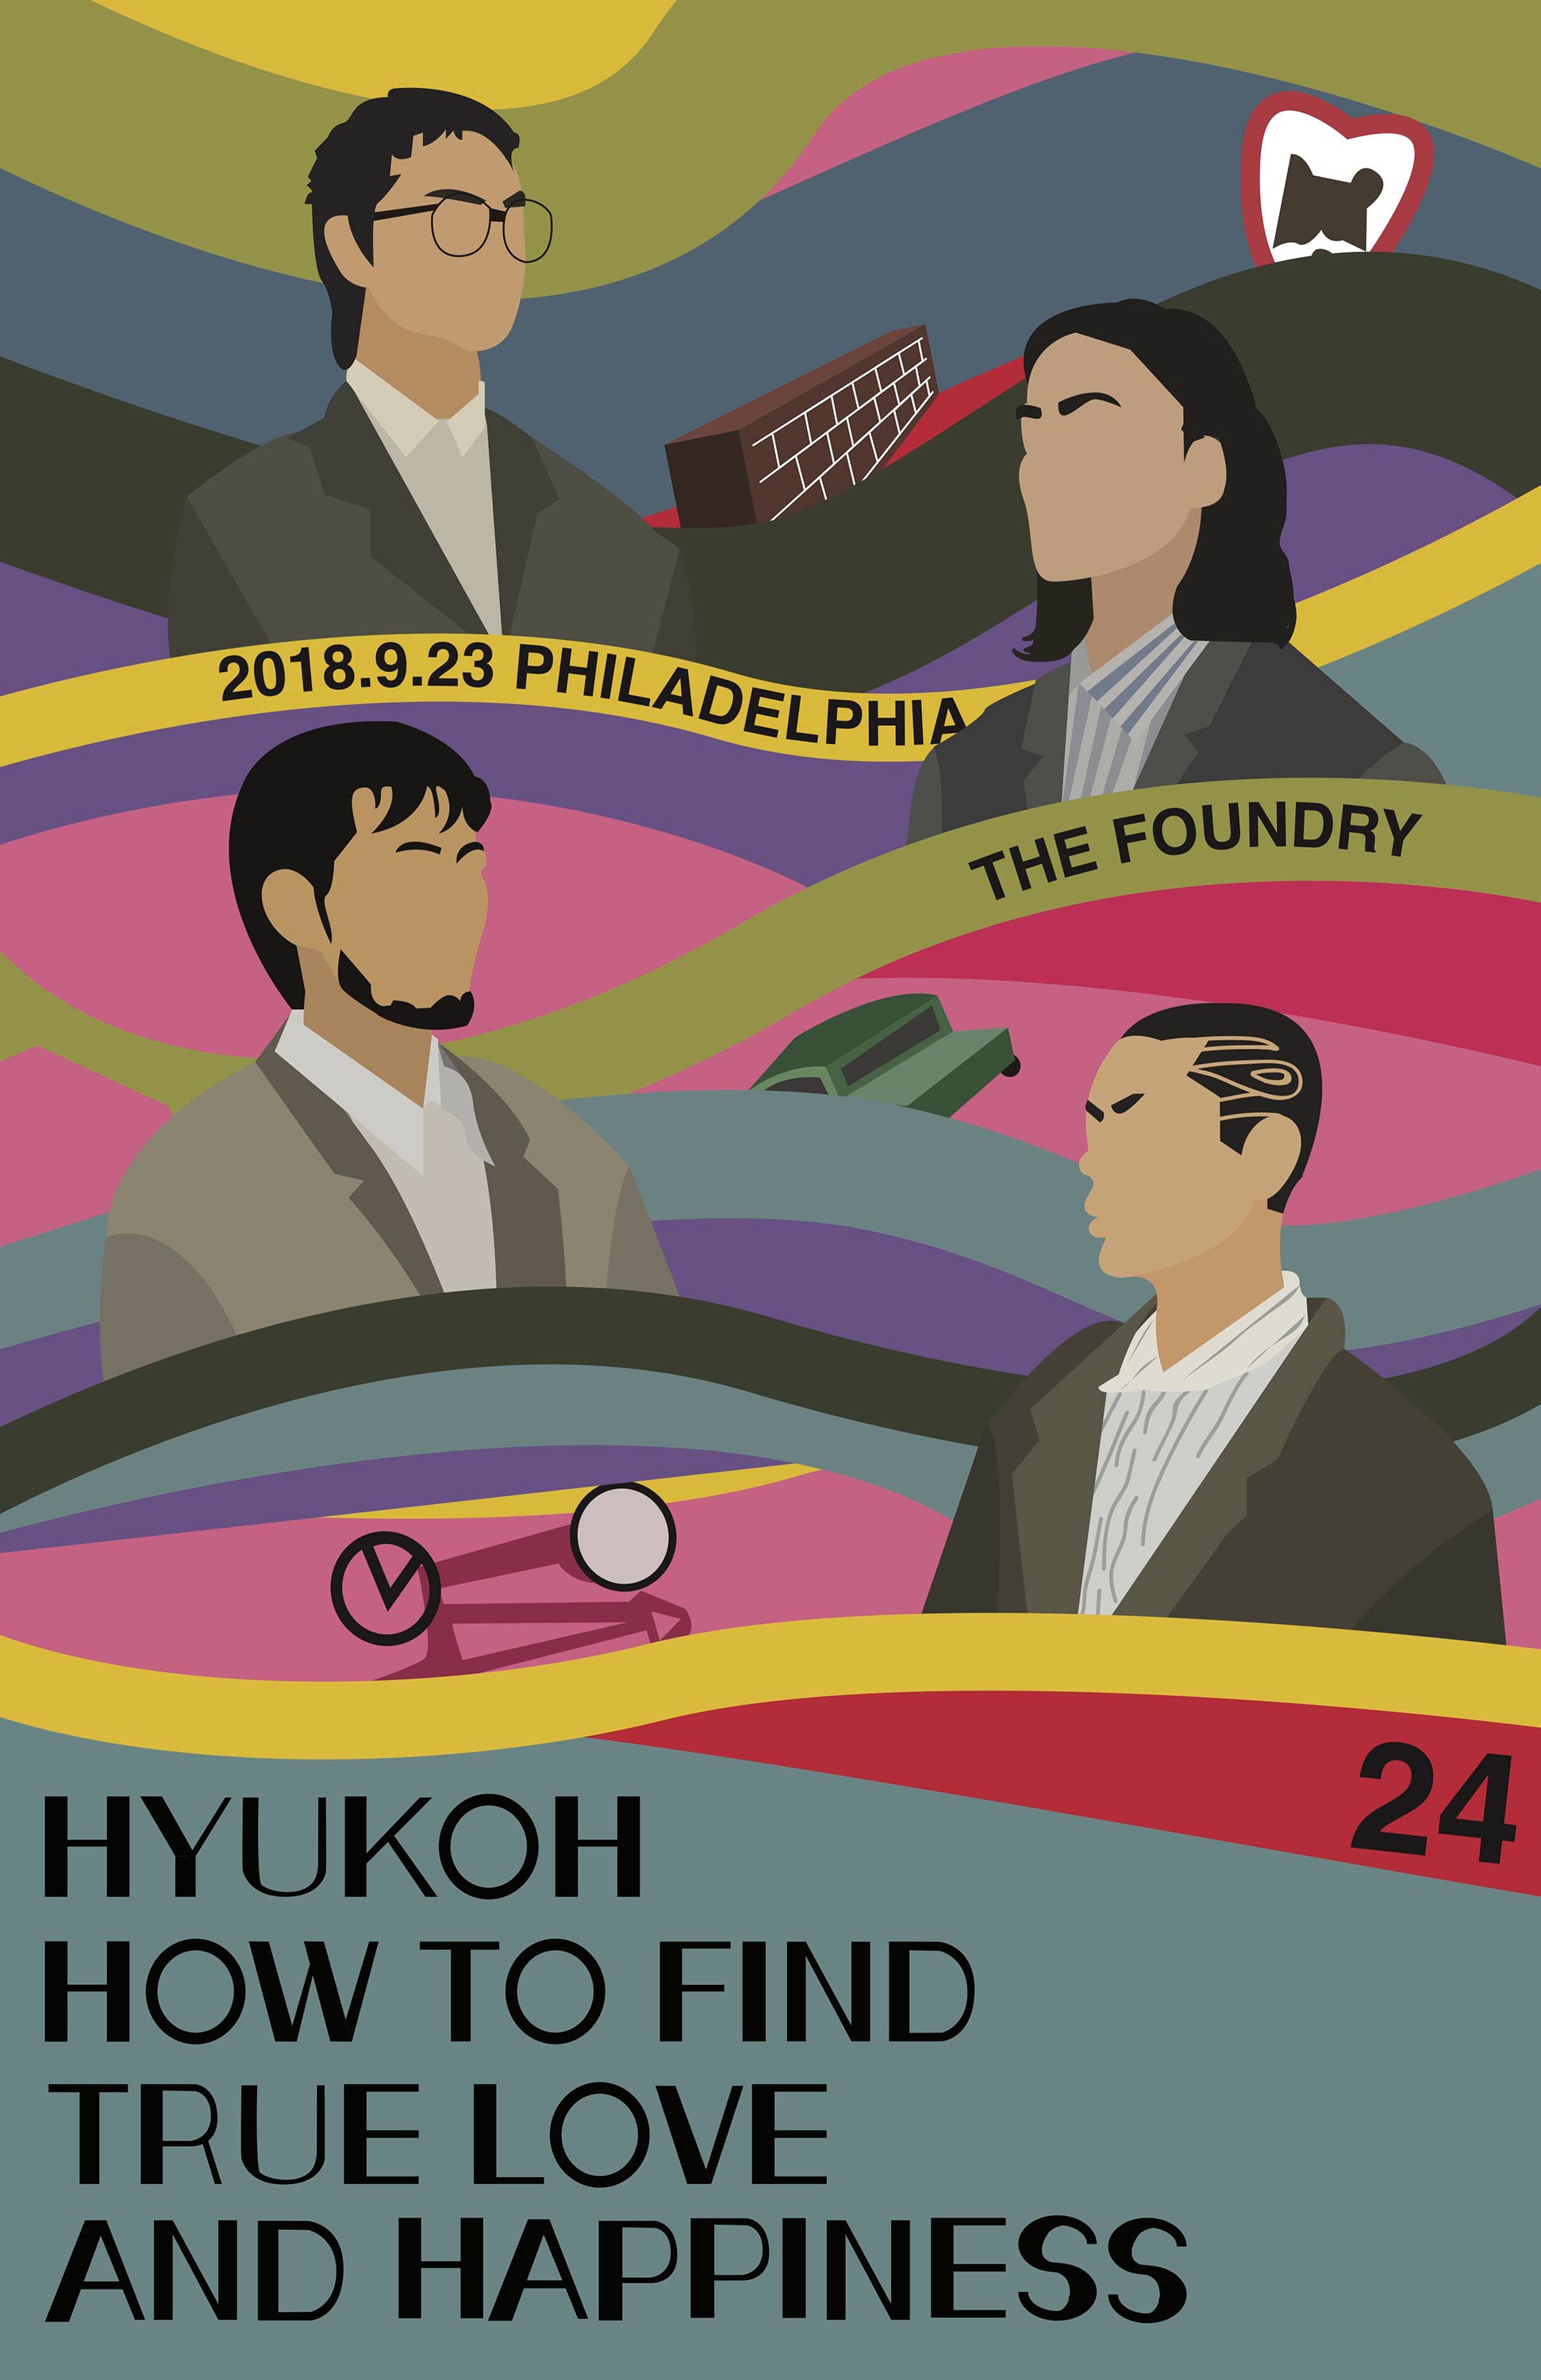 2018.9.23 PHILADELPHIA
THE FOUNDRY
24
HYUKOH
HOW TO FIND
TRUE LOVE
AND HAPPINESS